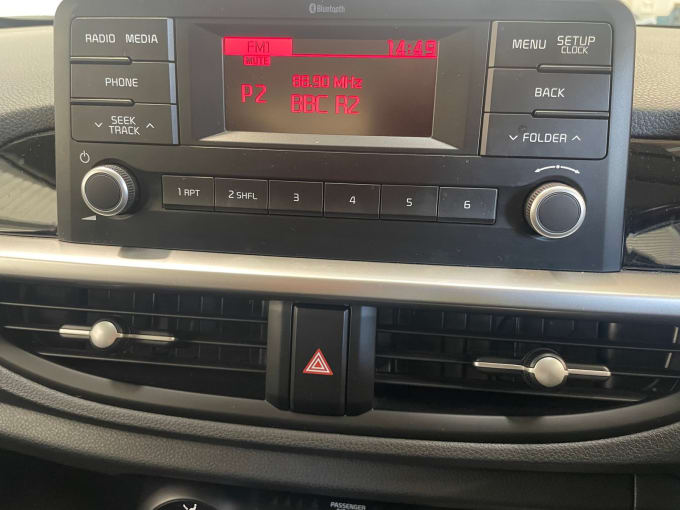 Bluetooth
RADIO MEDIA
FM1 14:49
MUTE
MENU SETUP
CLOCK
PHONE
88.90 MHz
P2 BBC R2
BACK
SEEK
TRACK
FOLDER
1 RPT 2 SHFL 3 4 5 6
PASSENGER